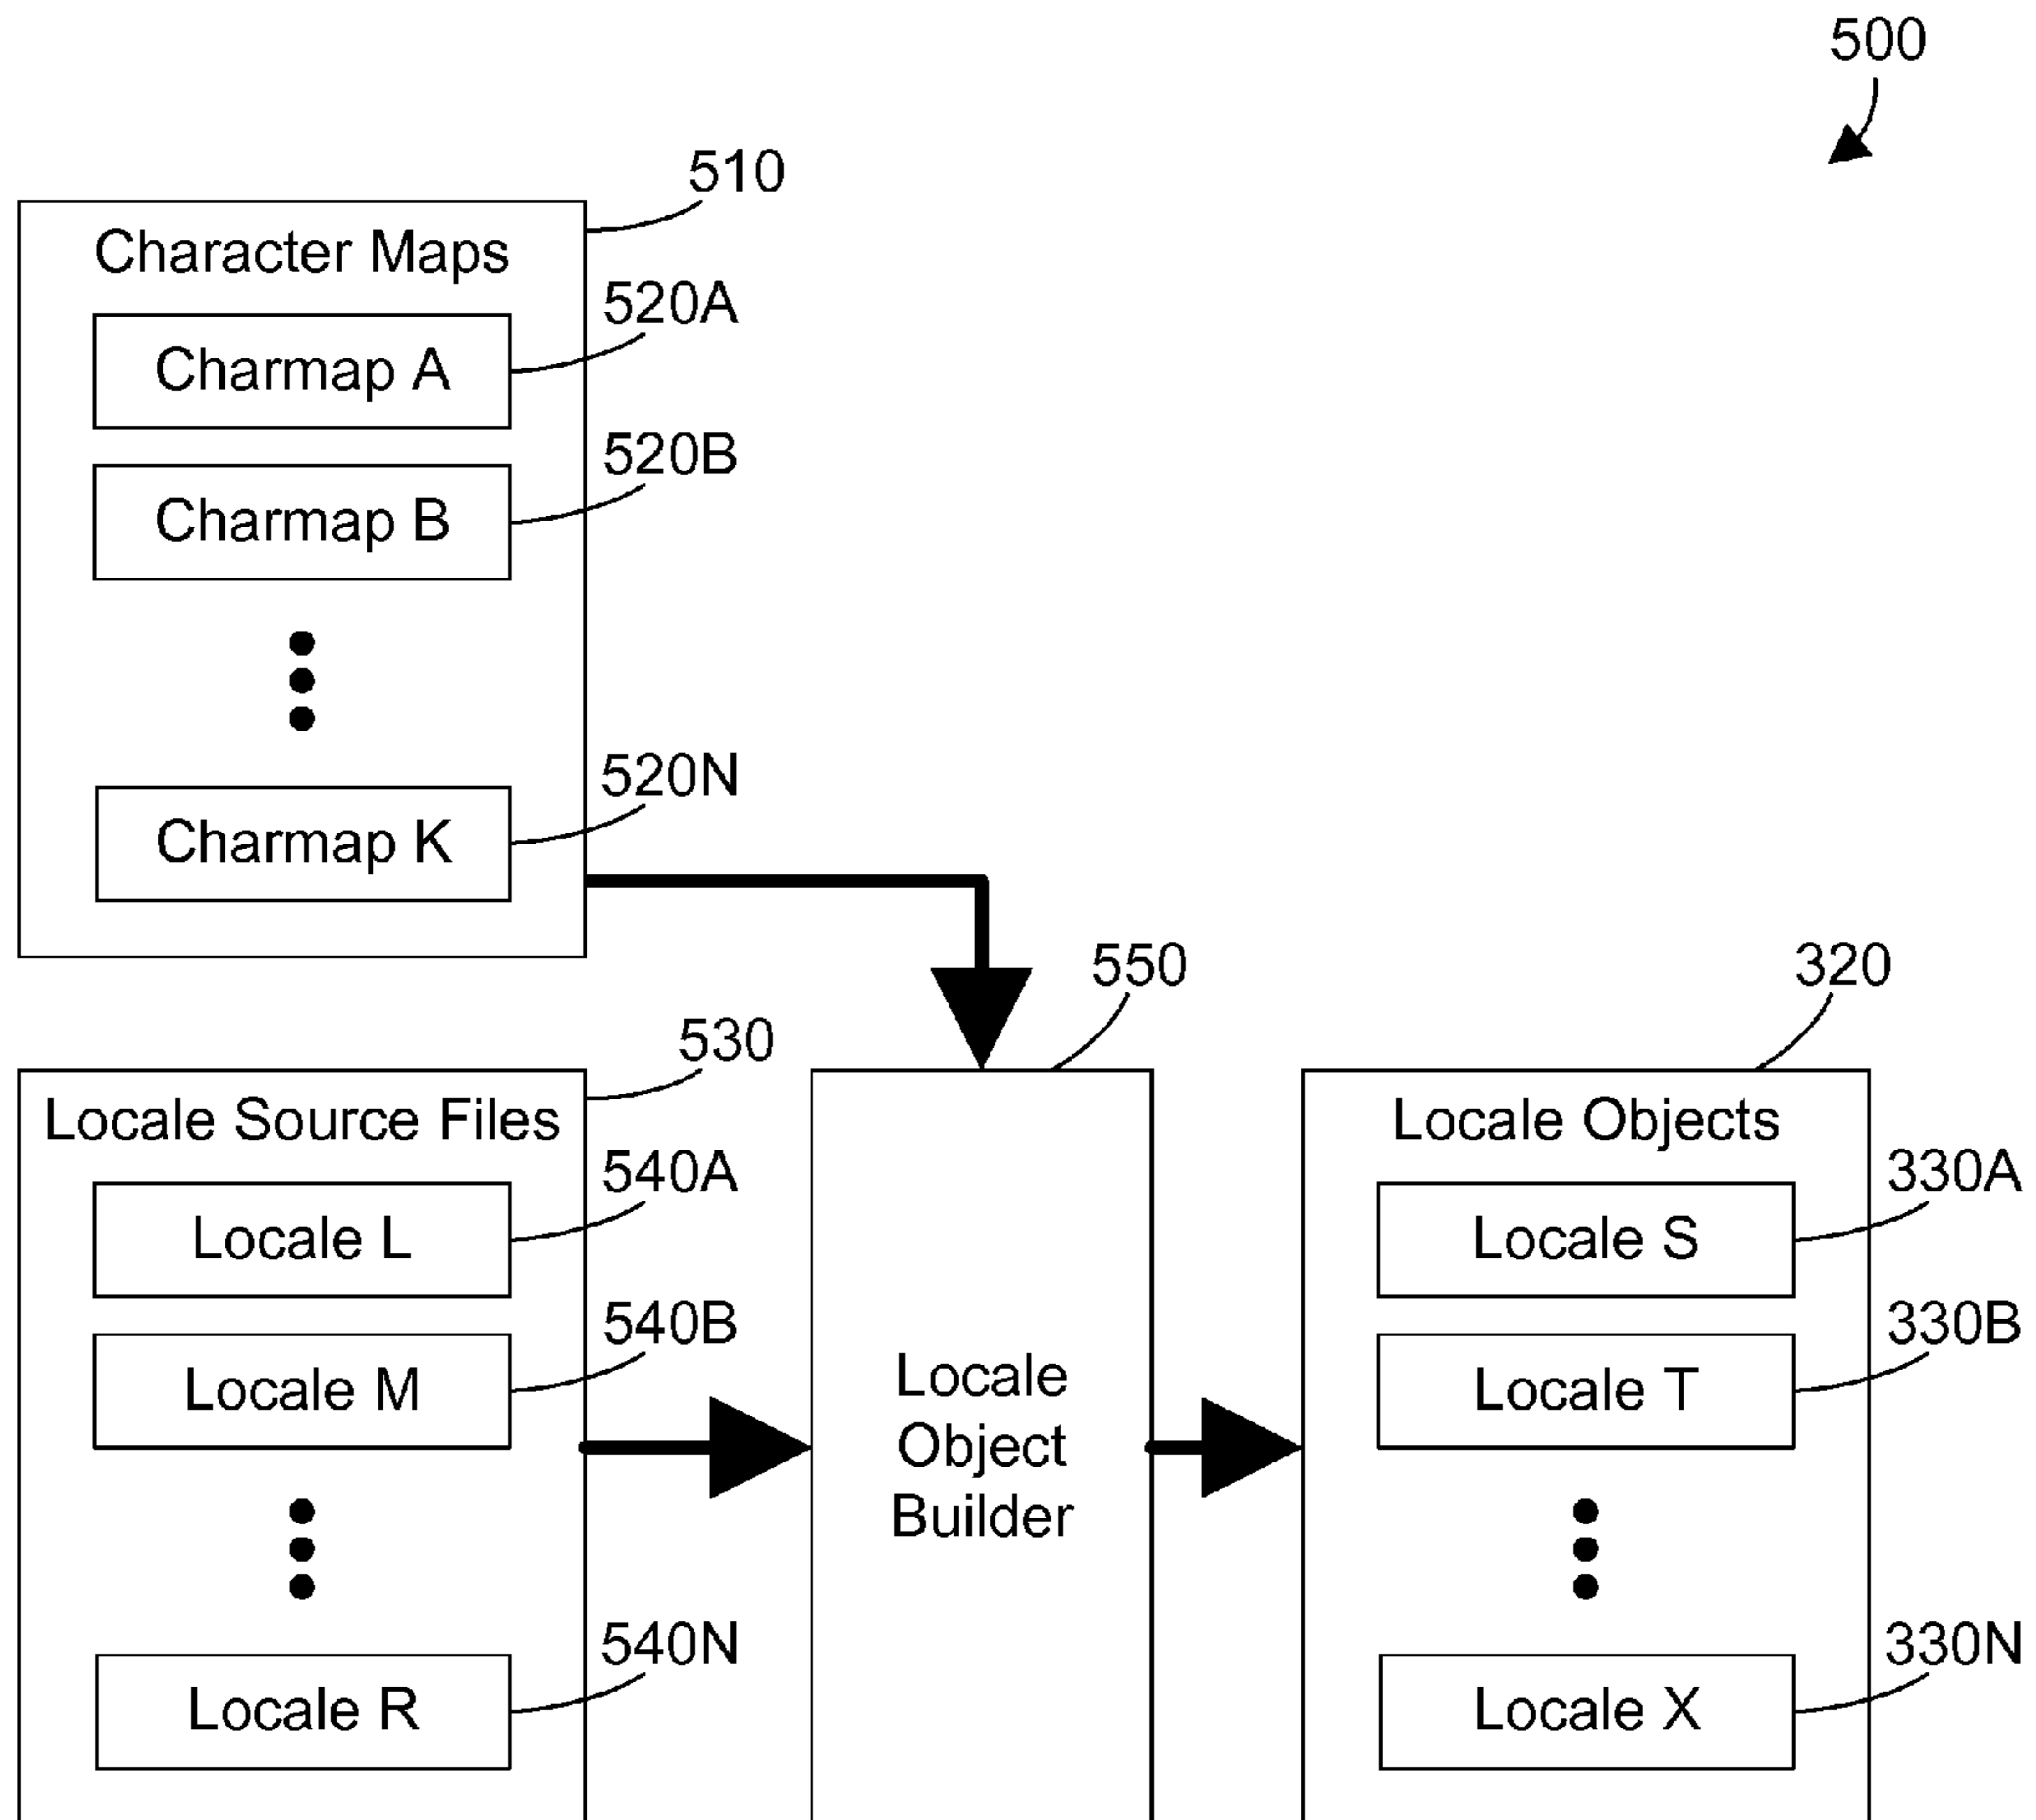 500
510
Character Maps
520A
Charmap A
520B
Charmap B
520N
Charmap K
550
320
530
Locale Source Files
540A
Locale L
540B
Locale M
540N
Locale R
Locale
Object
Builder
Locale Objects
330A
Locale S
330B
Locale T
330N
Locale X